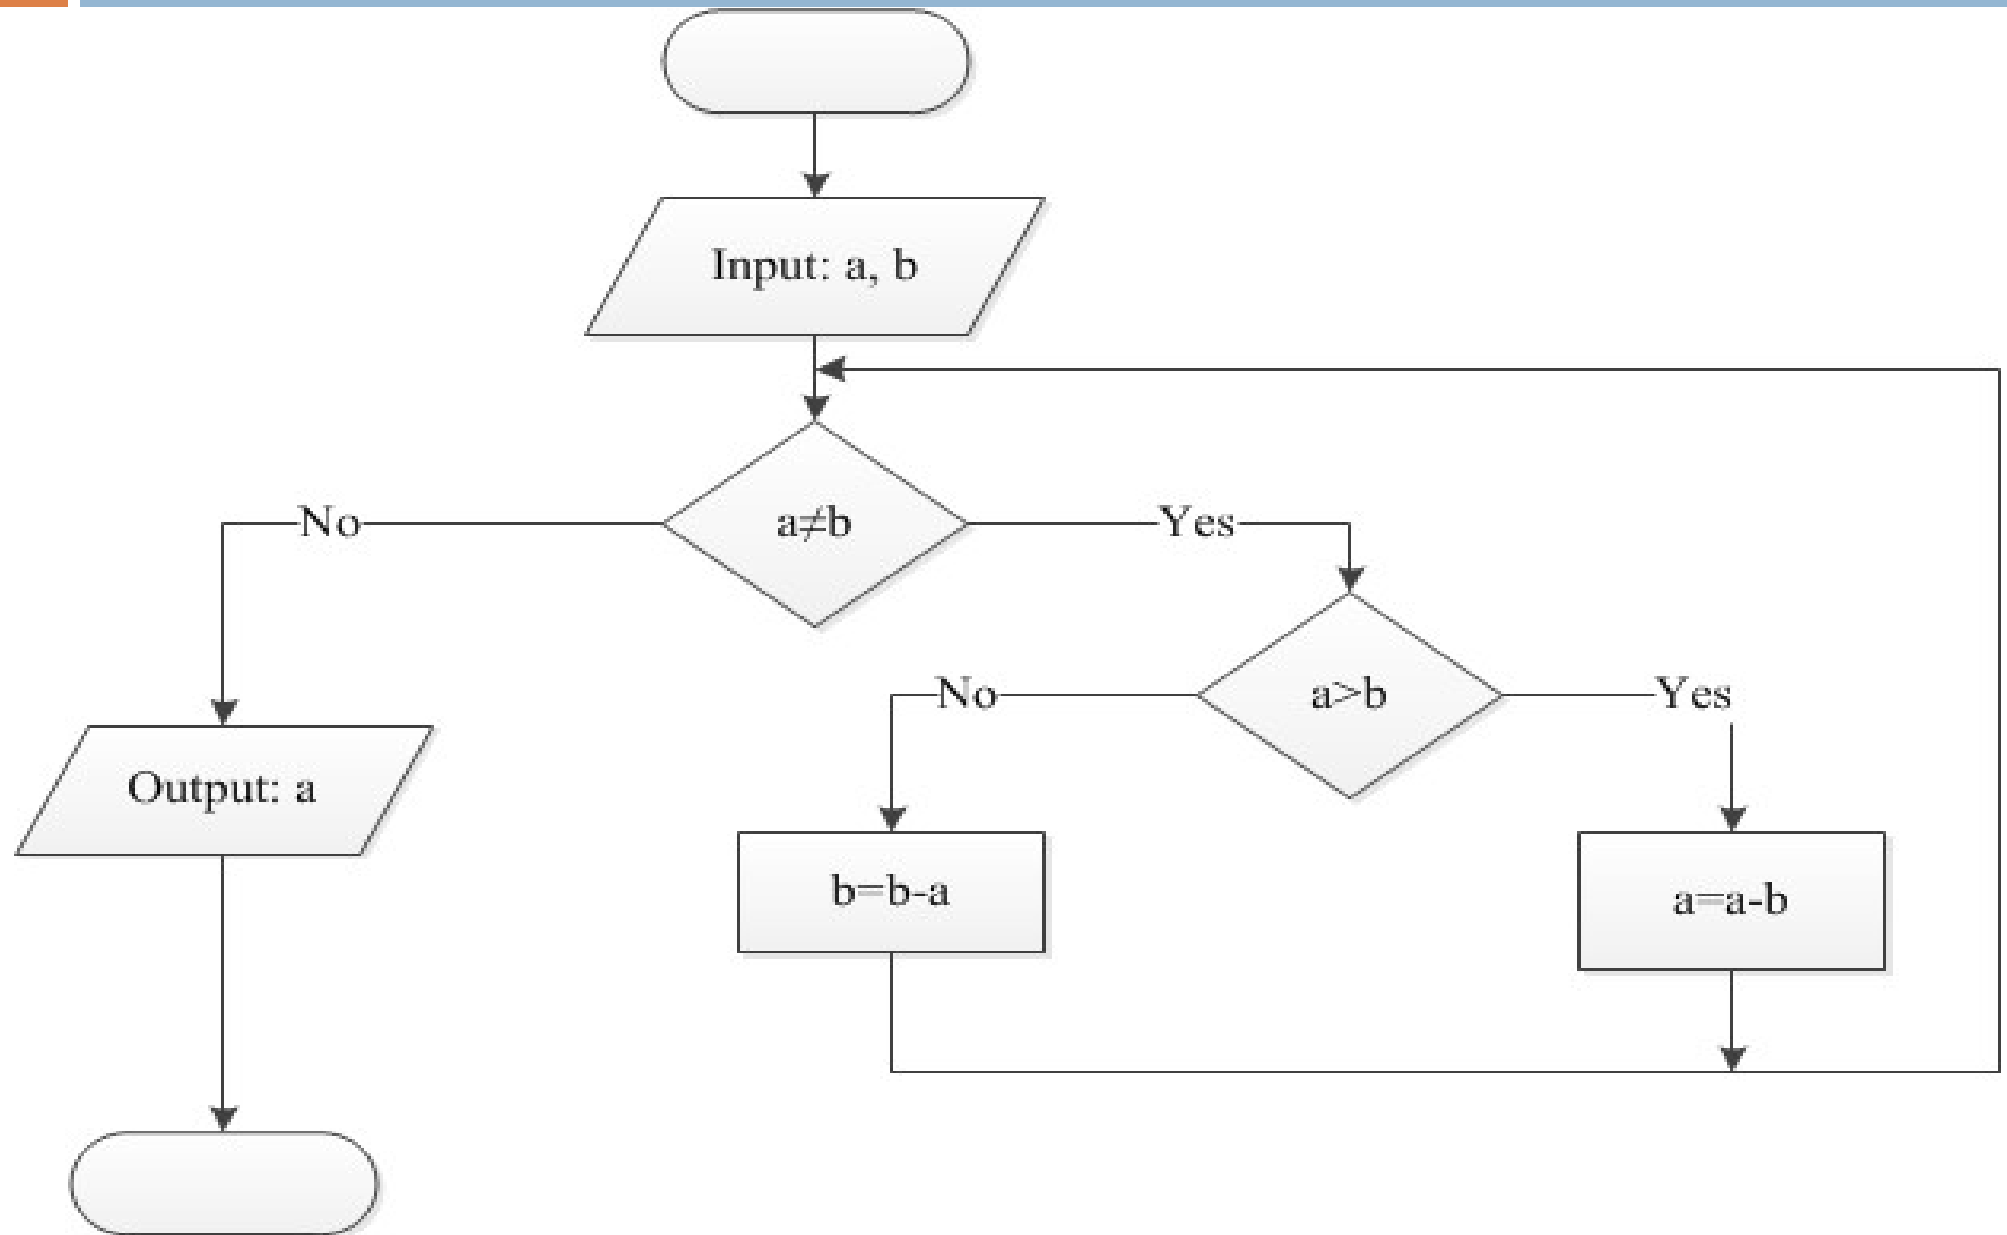 Input: a, b
a≠b
No
Yes
a>b
No
Yes
Output: a
b=b-a
a=a-b